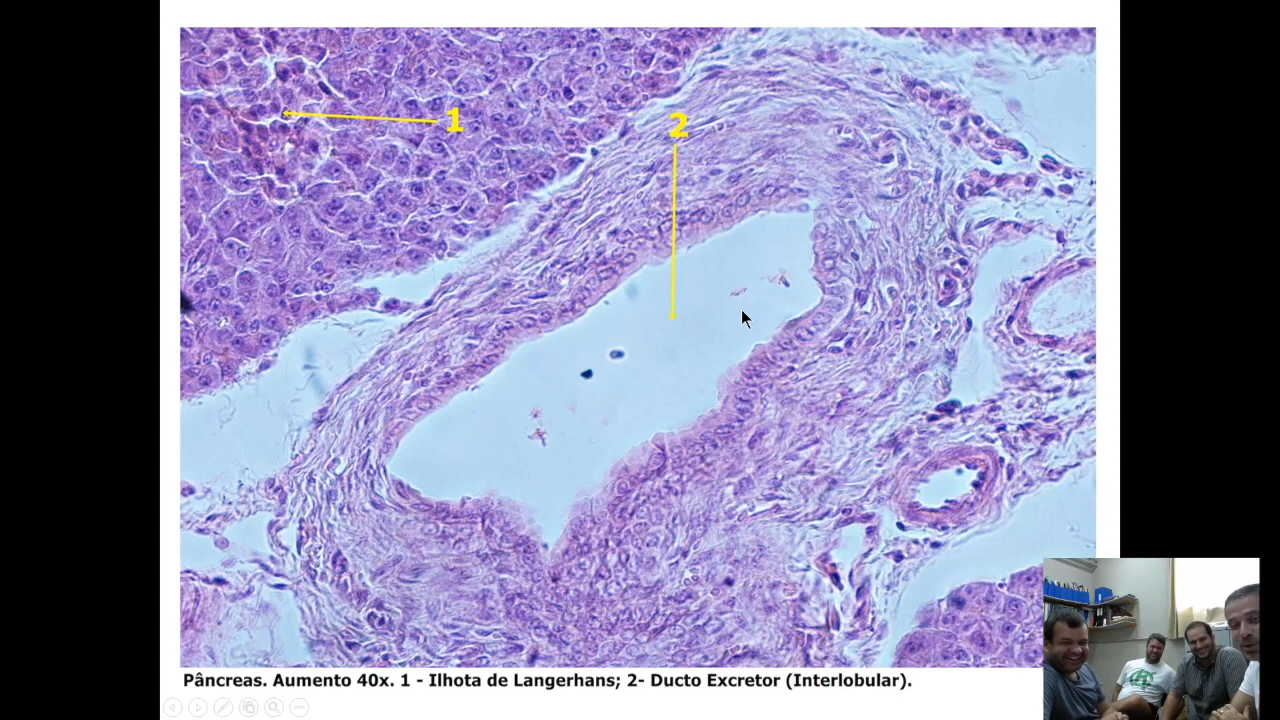 1
2
Pâncreas. Aumento 40x. 1 - Ilhota de Langerhans; 2- Ducto Excretor (Interlobular).